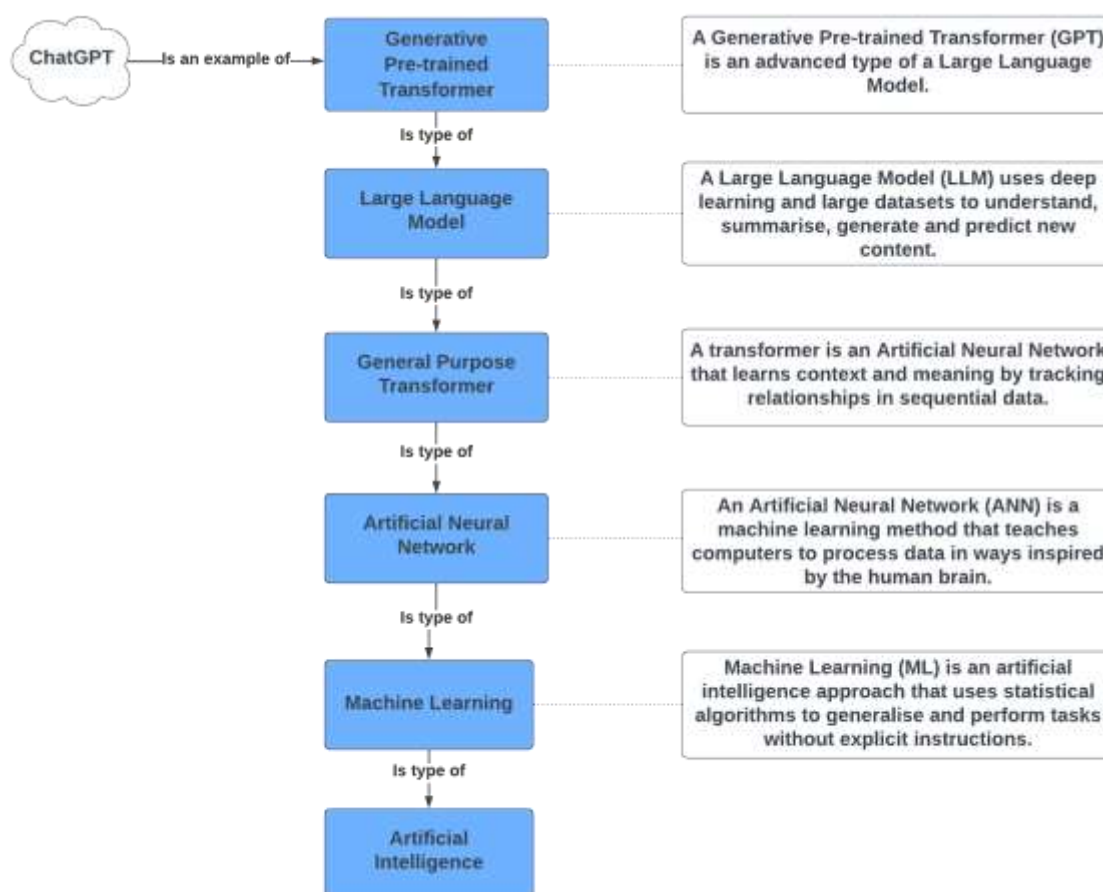 ChatGPT
Is an example of
Generative
Pre-trained
Transformer
A Generative Pre-trained Transformer (GPT)
is an advanced type of a Large Language
Model.
Is type of
Large Language
Model
A Large Language Model (LLM) uses deep
learning and large datasets to understand,
summarise, generate and predict new
content.
Is type of
General Purpose
Transformer
A transformer is an Artificial Neural Network
that learns context and meaning by tracking
relationships in sequential data.
Is type of
Artificial Neural
Network
An Artificial Neural Network (ANN) is a
machine learning method that teaches
computers to process data in ways inspired
by the human brain.
Is type of
Machine Learning
Machine Learning (ML) is an artificial
intelligence approach that uses statistical
algorithms to generalise and perform tasks
without explicit instructions.
Is type of
Artificial
Intelligence